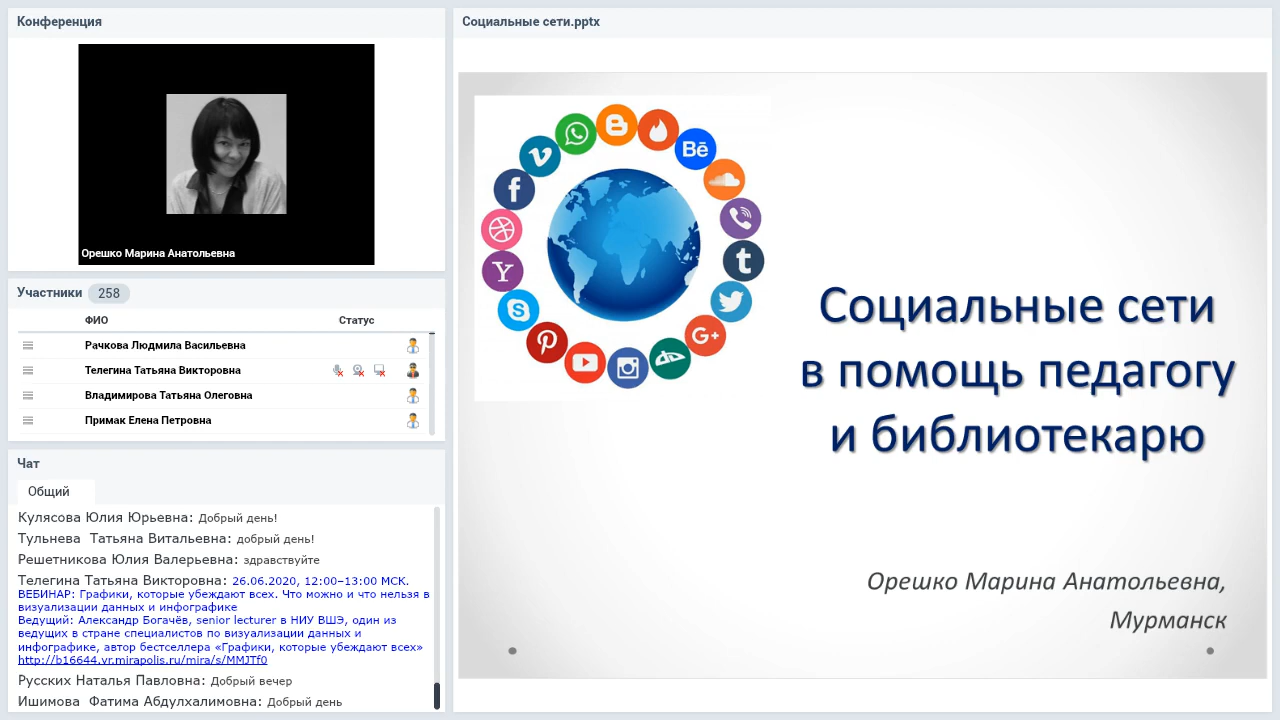 Конференция
Орешко Марина Анатольевна
Участники 258
ФИО Статус
Рачкова Людмила Васильевна
Телегина Татьяна Викторовна
Владимирова Татьяна Олеговна
Примак Елена Петровна
Чат
Общий
Кулясова Юлия Юрьевна: Добрый день!
Тульнева Татьяна Витальевна: добрый день!
Решетникова Юлия Валерьевна: здравствуйте
Телегина Татьяна Викторовна: 26.06.2020, 12:00–13:00 МСК.
ВЕБИНАР: Графики, которые убеждают всех. Что можно и что нельзя в
визуализации данных и инфографике
Ведущий: Александр Богачёв, senior lecturer в НИУ ВШЭ, один из
ведущих в стране специалистов по визуализации данных и
инфографике, автор бестселлера «Графики, которые убеждают всех»
http://b16644.vr.mirapolis.ru/mira/s/MMJTf0
Русских Наталья Павловна: Добрый вечер
Ишимова Фатима Абдулхалимовна: Добрый день
Социальные сети.pptx
Bē
Социальные сети
в помощь педагогу
и библиотекарю
Орешко Марина Анатольевна,
Мурманск